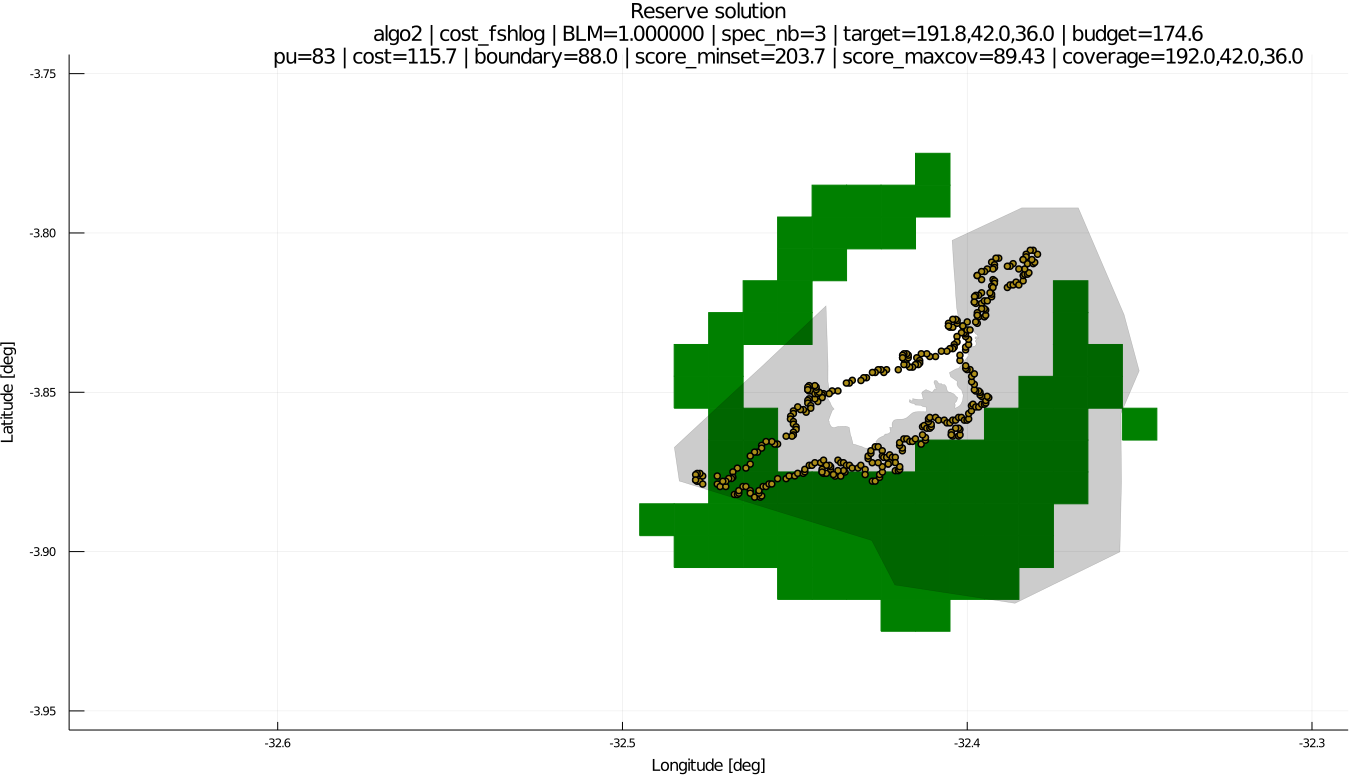 Reserve solution
algo2 | cost_fshlog | BLM=1.000000 | spec_nb=3 | target=191.8,42.0,36.0 | budget=174.6
pu=83 | cost=115.7 | boundary=88.0 | score_minset=203.7 | score_maxcov=89.43 | coverage=192.0,42.0,36.0
-3.75
-3.80
-3.85
-3.90
-3.95
Latitude [deg]
-32.6
-32.5
-32.4
-32.3
Longitude [deg]